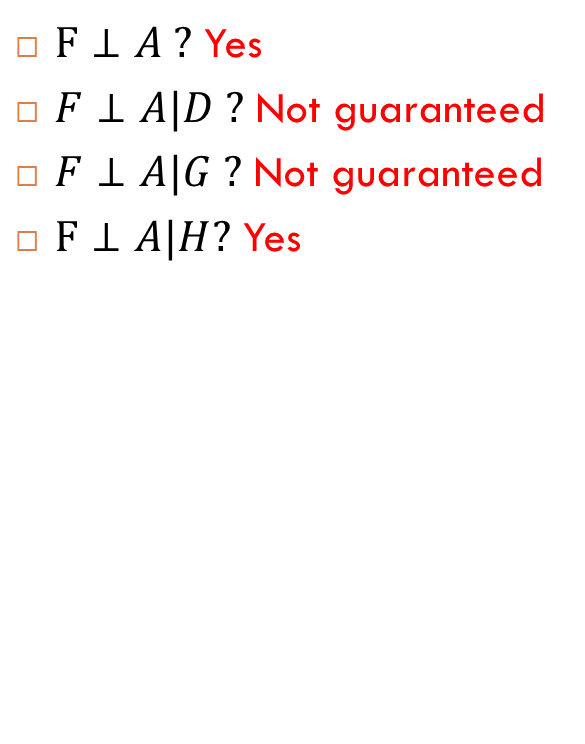 F ⊥ A ? Yes
F ⊥ A|D ? Not guaranteed
F ⊥ A|G ? Not guaranteed
F ⊥ A|H? Yes